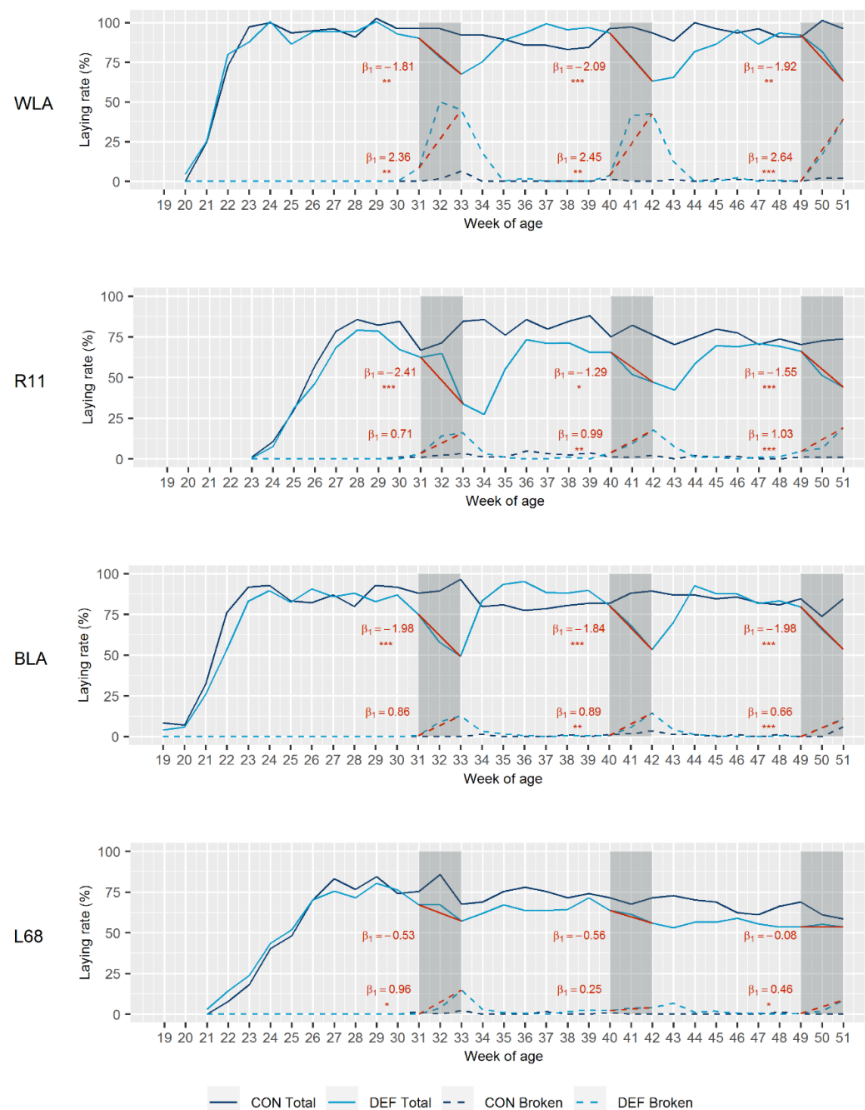 WLA
Laying rate (%)
100
75
50
25
0
β1 = −1.81
**
β1 = −2.09
***
β1 = −1.92
**
β1 = 2.36
**
β1 = 2.45
**
β1 = 2.64
***
19 20 21 22 23 24 25 26 27 28 29 30 31 32 33 34 35 36 37 38 39 40 41 42 43 44 45 46 47 48 49 50 51
Week of age
R11
Laying rate (%)
100
75
50
25
0
β1 = −2.41
***
β1 = −1.29
*
β1 = −1.55
***
β1 = 0.71
β1 = 0.99
**
β1 = 1.03
***
19 20 21 22 23 24 25 26 27 28 29 30 31 32 33 34 35 36 37 38 39 40 41 42 43 44 45 46 47 48 49 50 51
Week of age
BLA
Laying rate (%)
100
75
50
25
0
β1 = −1.98
***
β1 = −1.84
***
β1 = −1.98
***
β1 = 0.86
β1 = 0.89
**
β1 = 0.66
***
19 20 21 22 23 24 25 26 27 28 29 30 31 32 33 34 35 36 37 38 39 40 41 42 43 44 45 46 47 48 49 50 51
Week of age
L68
Laying rate (%)
100
75
50
25
0
β1 = −0.53
β1 = −0.56
β1 = −0.08
β1 = 0.96
*
β1 = 0.25
β1 = 0.46
*
19 20 21 22 23 24 25 26 27 28 29 30 31 32 33 34 35 36 37 38 39 40 41 42 43 44 45 46 47 48 49 50 51
Week of age
CON Total DEF Total CON Broken DEF Broken